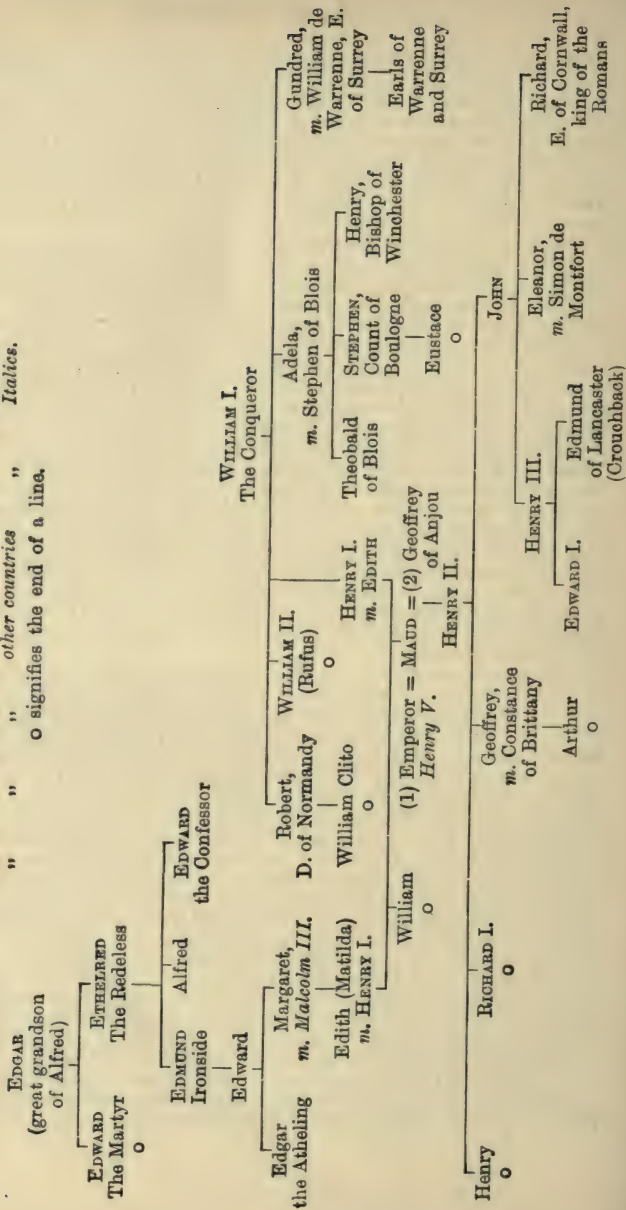 „ „ „ other countries „ Italics.
o signifies the end of a line.
EDGAR
(great grandson
of Alfred)
EDWARD
The Martyr
o
ETHELRED
The Redeless
EDMUND
Ironside
Alfred
EDWARD
the Confessor
Edward
Edgar
the Atheling
Margaret,
m. Malcolm III.
Edith (Matilda)
m. HENRY I.
WILLIAM I.
The Conqueror
Robert,
D. of Normandy
William Clito
o
WILLIAM II.
(Rufus)
o
HENRY I.
m. EDITH
Adela,
m. Stephen of Blois
Gundred,
m. William de
Warrenne, E.
of Surrey
Earls of
Warrenne
and Surrey
Theobald
of Blois
STEPHEN,
Count of
Boulogne
Henry,
Bishop of
Winchester
Eustace
o
William
o
(1) Emperor = MAUD = (2) Geoffrey
Henry V. of Anjou
HENRY II.
Henry
o
RICHARD I.
o
Geoffrey,
m. Constance
of Brittany
Arthur
o
JOHN
HENRY III.
Eleanor,
m. Simon de
Montfort
Richard,
E. of Cornwall,
king of the
Romans
EDWARD I.
Edmund
of Lancaster
(Crouchback)